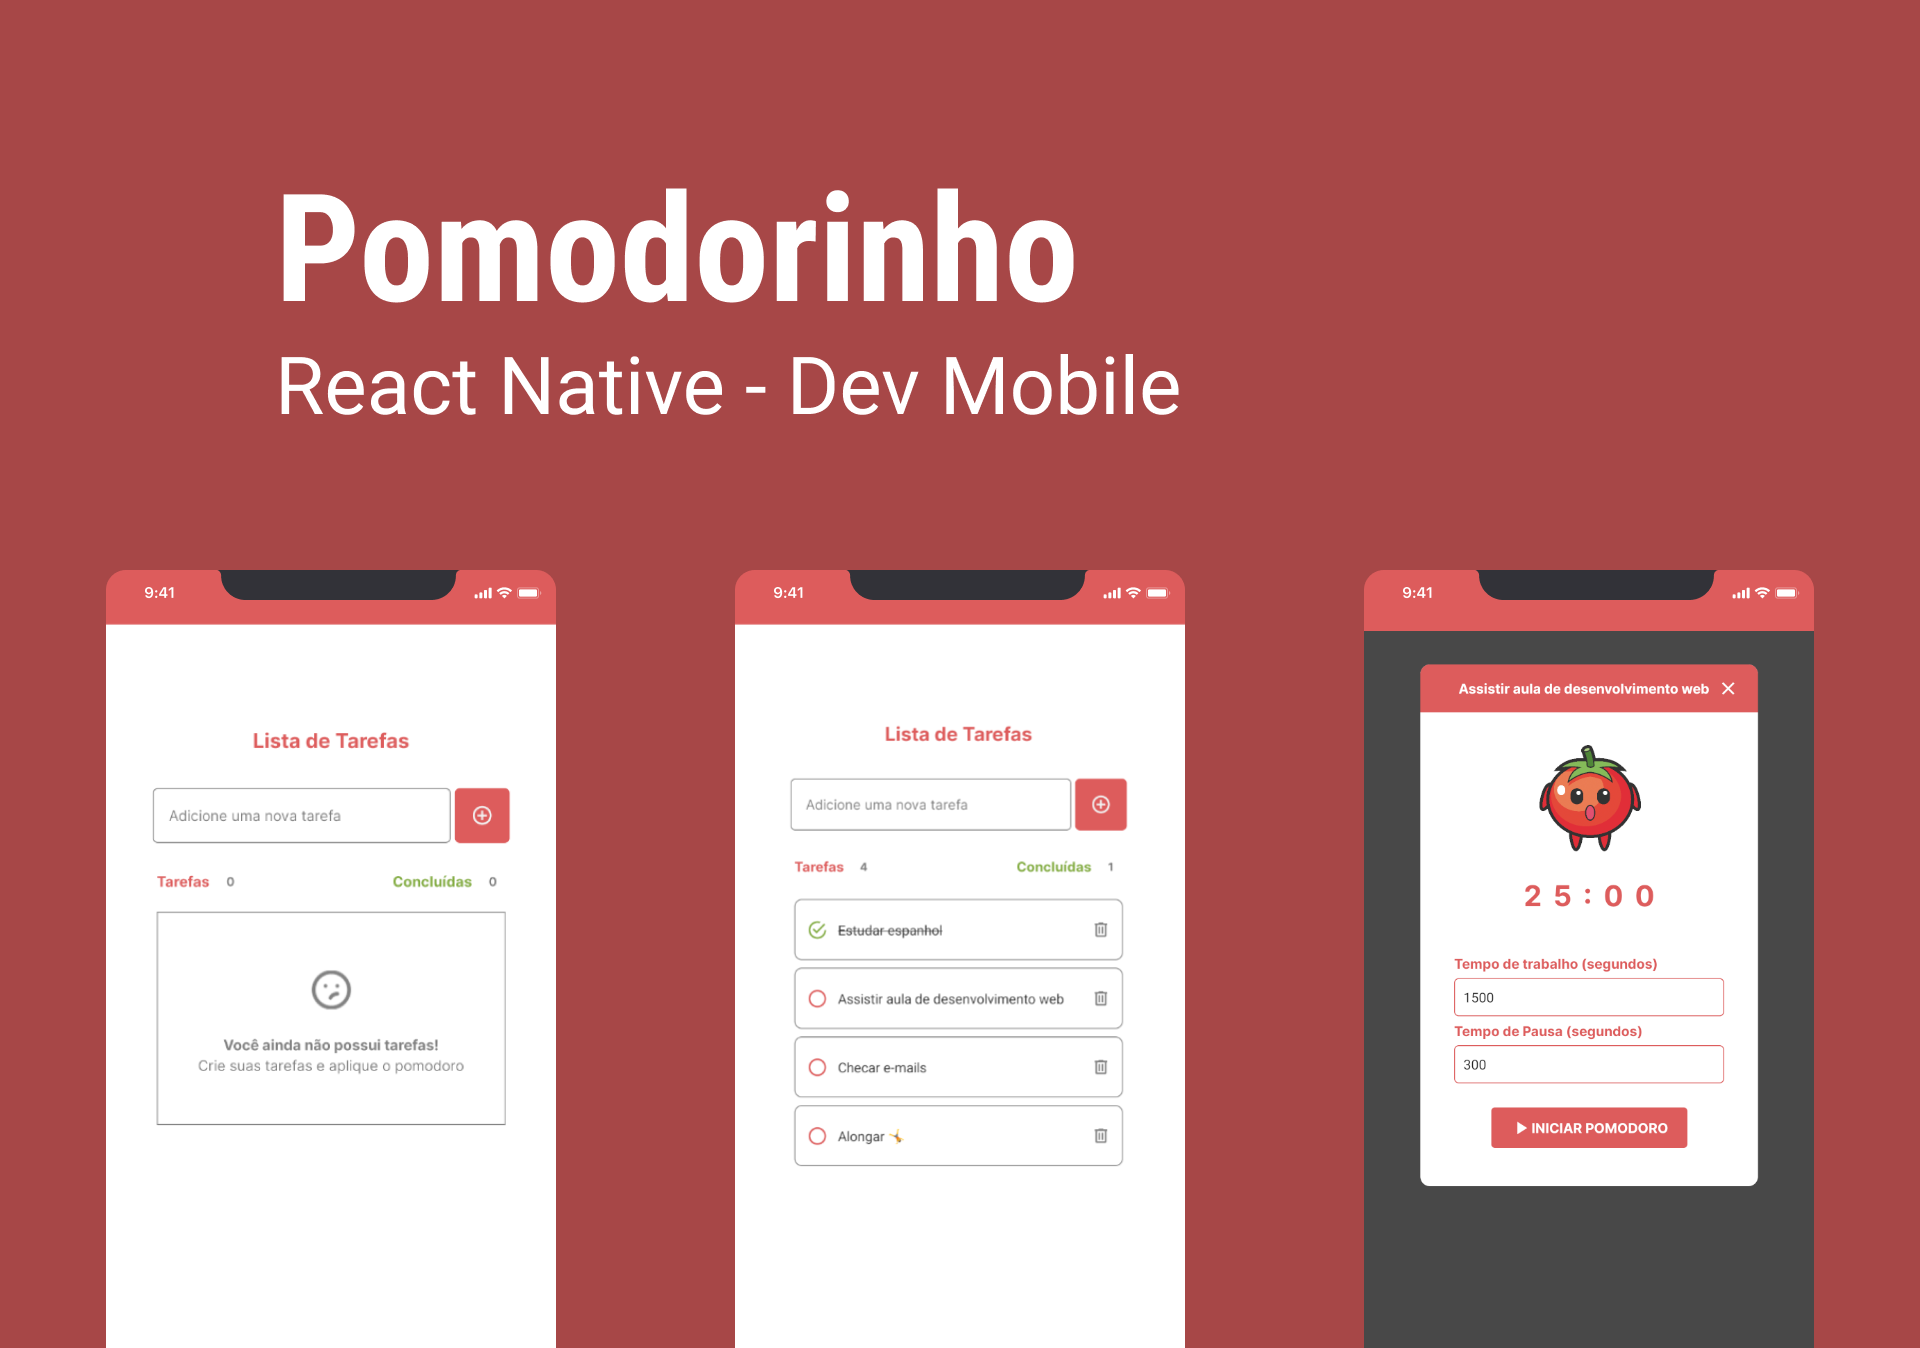 Pomodorinho
React Native - Dev Mobile
9:41
Lista de Tarefas
Adicione uma nova tarefa
Tarefas 0 Concluídas 0
Você ainda não possui tarefas!
Crie suas tarefas e aplique o pomodoro
9:41
Lista de Tarefas
Adicione uma nova tarefa
Tarefas 4 Concluídas 1
Estudar espanhol
Assistir aula de desenvolvimento web
Checar e-mails
Alongar 🤸
9:41
Assistir aula de desenvolvimento web
25:00
Tempo de trabalho (segundos)
1500
Tempo de Pausa (segundos)
300
INICIAR POMODORO